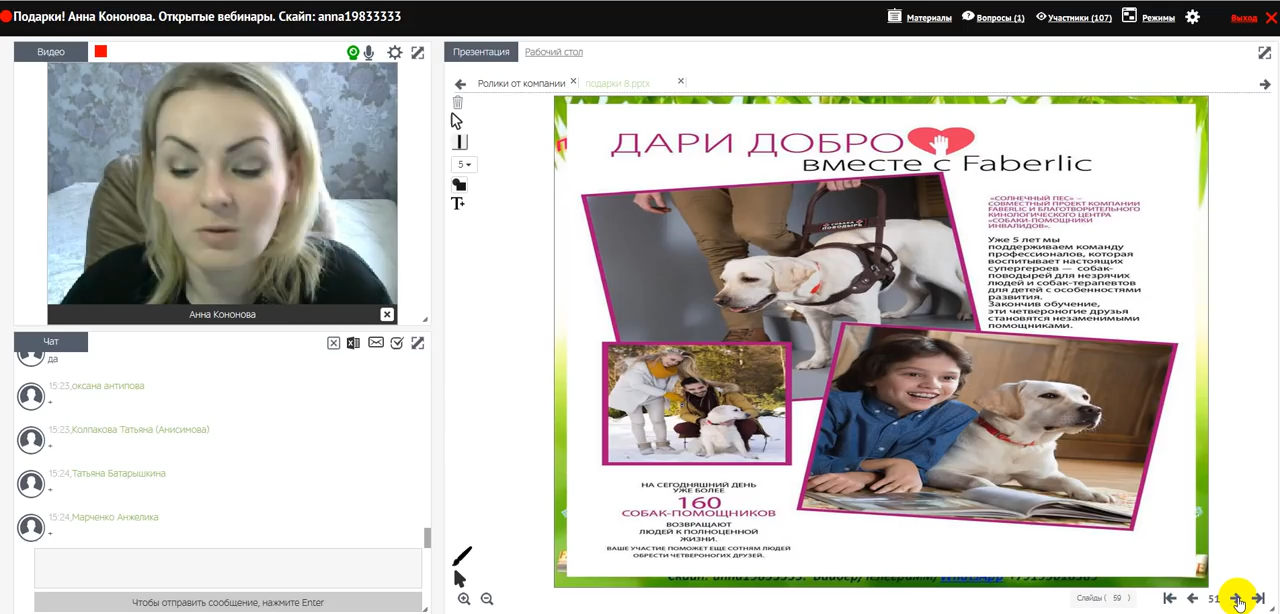 Подарки! Анна Кононова. Открытые вебинары. Скайп: anna19833333
Материалы
Вопросы (1)
Участники (107)
Режимы
Выход
Видео
Анна Кононова
Чат
да
15:23,оксана антипова
+
15:23,Колпакова Татьяна (Анисимова)
+
15:24,Татьяна Батарышкина
+
15:24,Марченко Анжелика
+
Чтобы отправить сообщение, нажмите Enter
Презентация
Рабочий стол
Ролики от компании
подарки 8.pptx
5
T+
ДАРИ ДОБРО
вместе с Faberlic
«СОЛНЕЧНЫЙ ПЕС» –
СОВМЕСТНЫЙ ПРОЕКТ КОМПАНИИ
FABERLIC И БЛАГОТВОРИТЕЛЬНОГО
КИНОЛОГИЧЕСКОГО ЦЕНТРА
«СОБАКИ-ПОМОЩНИКИ
ИНВАЛИДОВ».
Уже 5 лет мы
поддерживаем команду
профессионалов, которая
воспитывает настоящих
супергероев — собак-
поводырей для незрячих
людей и собак-терапевтов
для детей с особенностями
развития.
Закончив обучение,
эти четвероногие друзья
становятся незаменимыми
помощниками.
НА СЕГОДНЯШНИЙ ДЕНЬ
УЖЕ БОЛЕЕ
160
СОБАК-ПОМОЩНИКОВ
ВОЗВРАЩАЮТ
ЛЮДЕЙ К ПОЛНОЦЕННОЙ
ЖИЗНИ.
ВАШЕ УЧАСТИЕ ПОМОЖЕТ ЕЩЕ СОТНЯМ ЛЮДЕЙ
ОБРЕСТИ ЧЕТВЕРОНОГИХ ДРУЗЕЙ.
Слайды ( 59 )
51